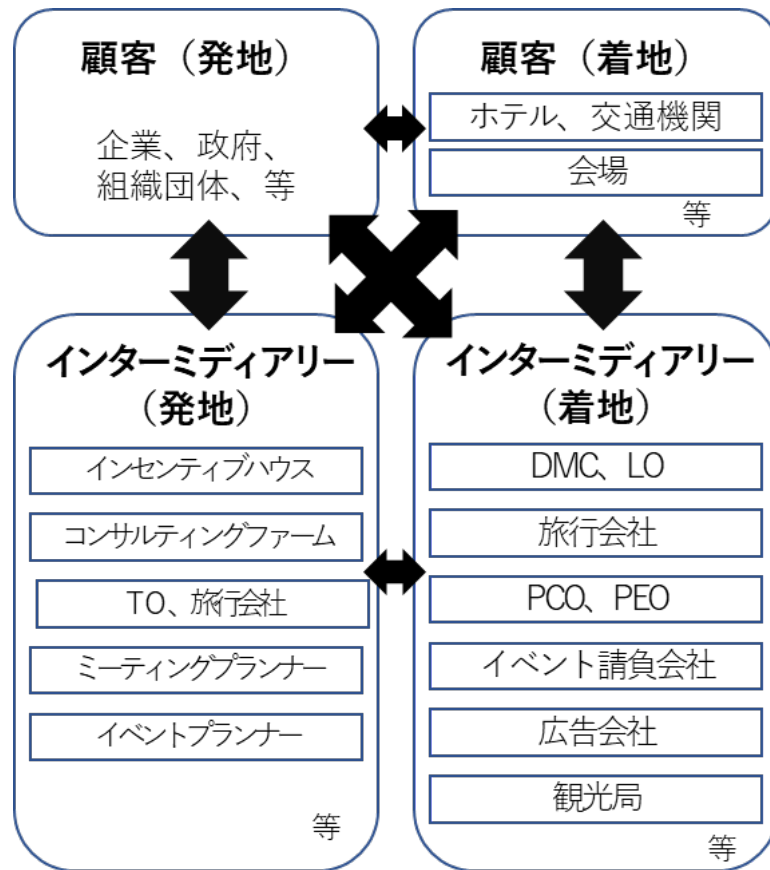 顧客（発地）
企業、政府、
組織団体、等
顧客（着地）
ホテル、交通機関
会場
等
インターミディアリー
（発地）
インセンティブハウス
コンサルティングファーム
TO、旅行会社
ミーティングプランナー
イベントプランナー
等
インターミディアリー
（着地）
DMC、LO
旅行会社
PCO、PEO
イベント請負会社
広告会社
観光局
等